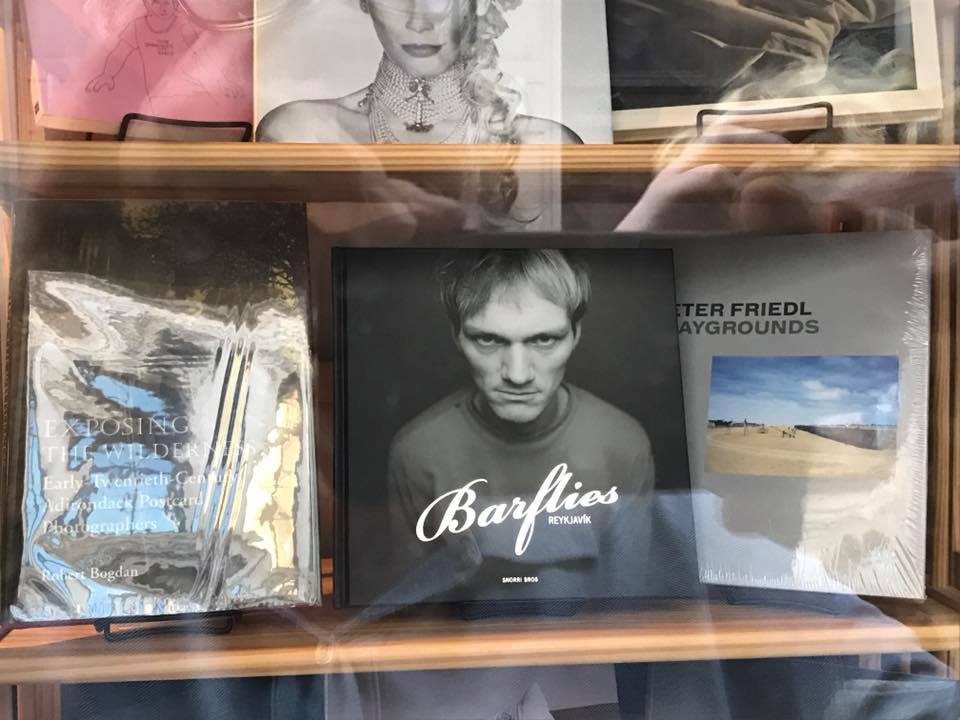 EXPOSING
THE WILDERNESS
Early-Twentieth-Century
Adirondack Postcard
Photographers
Robert Bogdan
Barflies
REYKJAVÍK
SNORRI BROS
ETER FRIEDL
AYGROUNDS